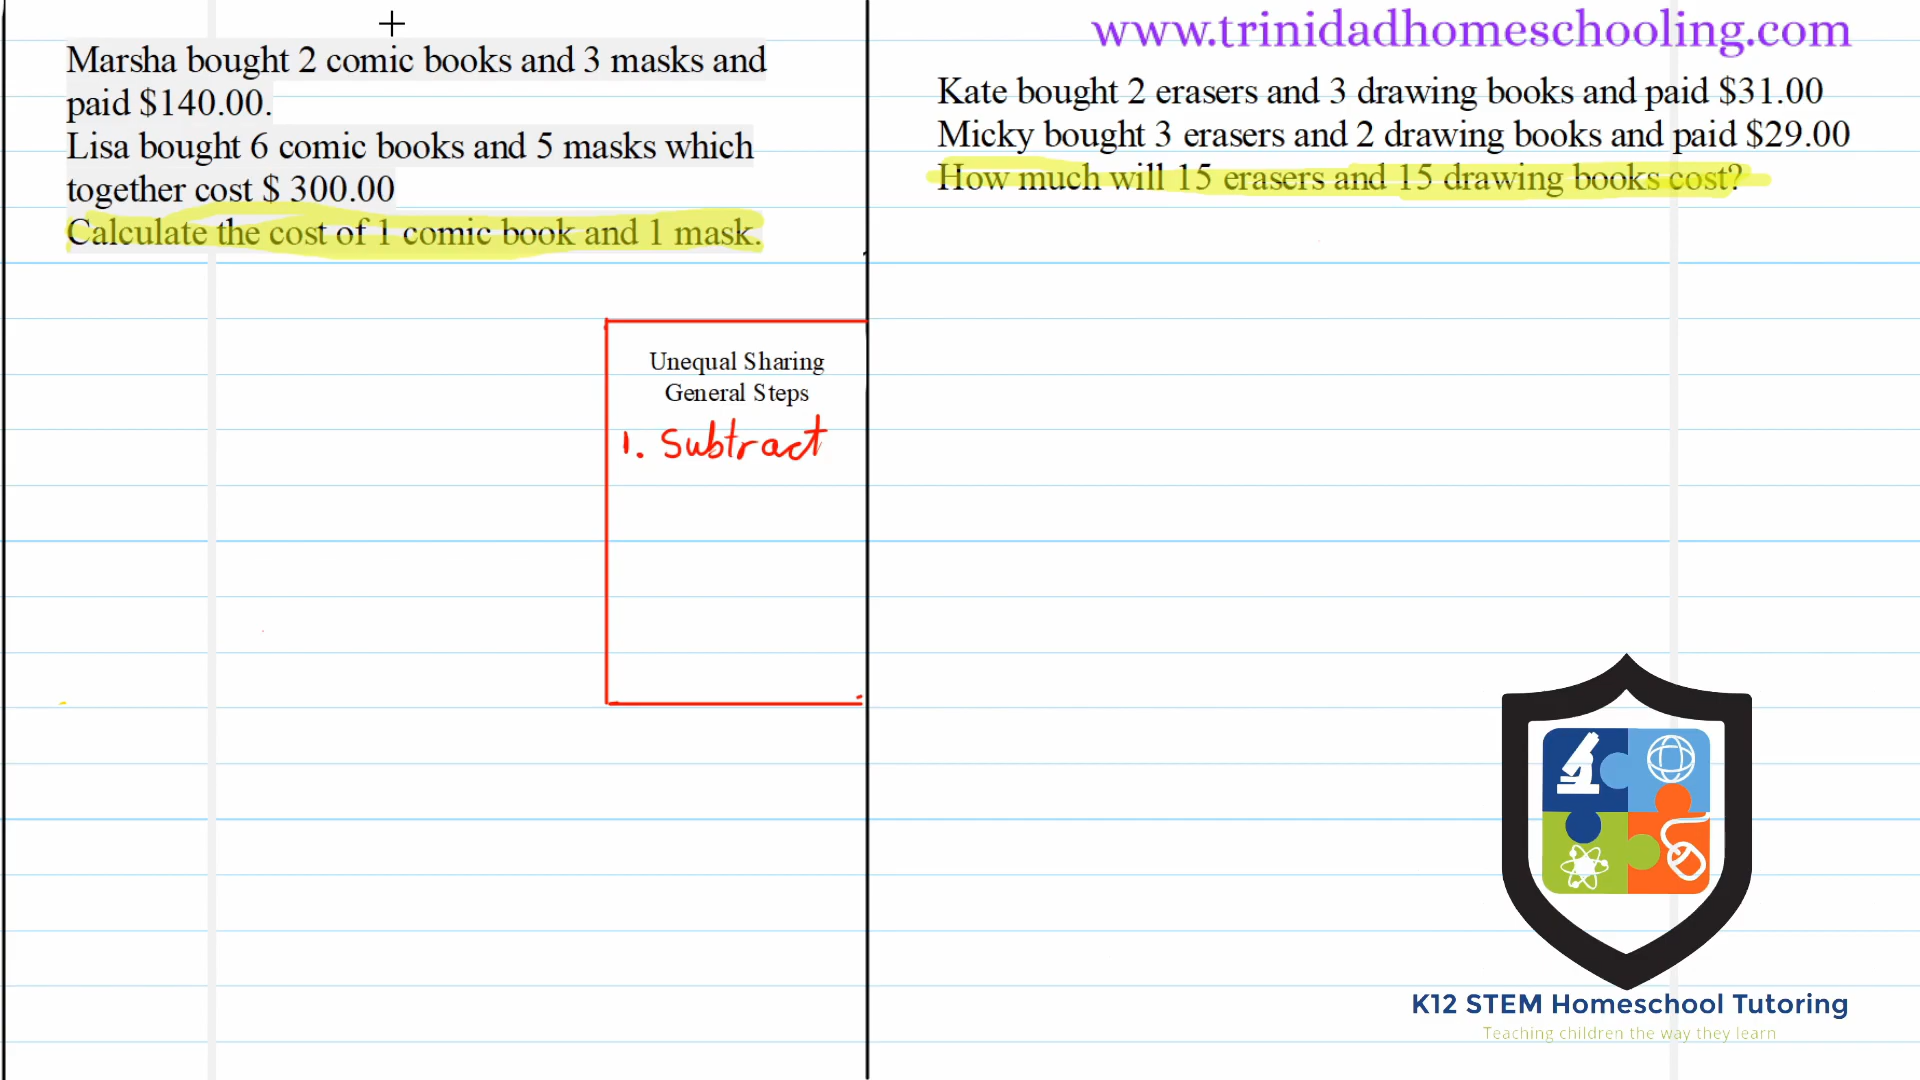 Marsha bought 2 comic books and 3 masks and
paid $140.00.
Lisa bought 6 comic books and 5 masks which
together cost $ 300.00
Calculate the cost of 1 comic book and 1 mask.
Unequal Sharing
General Steps
1. Subtract
www.trinidadhomeschooling.com
Kate bought 2 erasers and 3 drawing books and paid $31.00
Micky bought 3 erasers and 2 drawing books and paid $29.00
How much will 15 erasers and 15 drawing books cost?
K12 STEM Homeschool Tutoring
Teaching children the way they learn